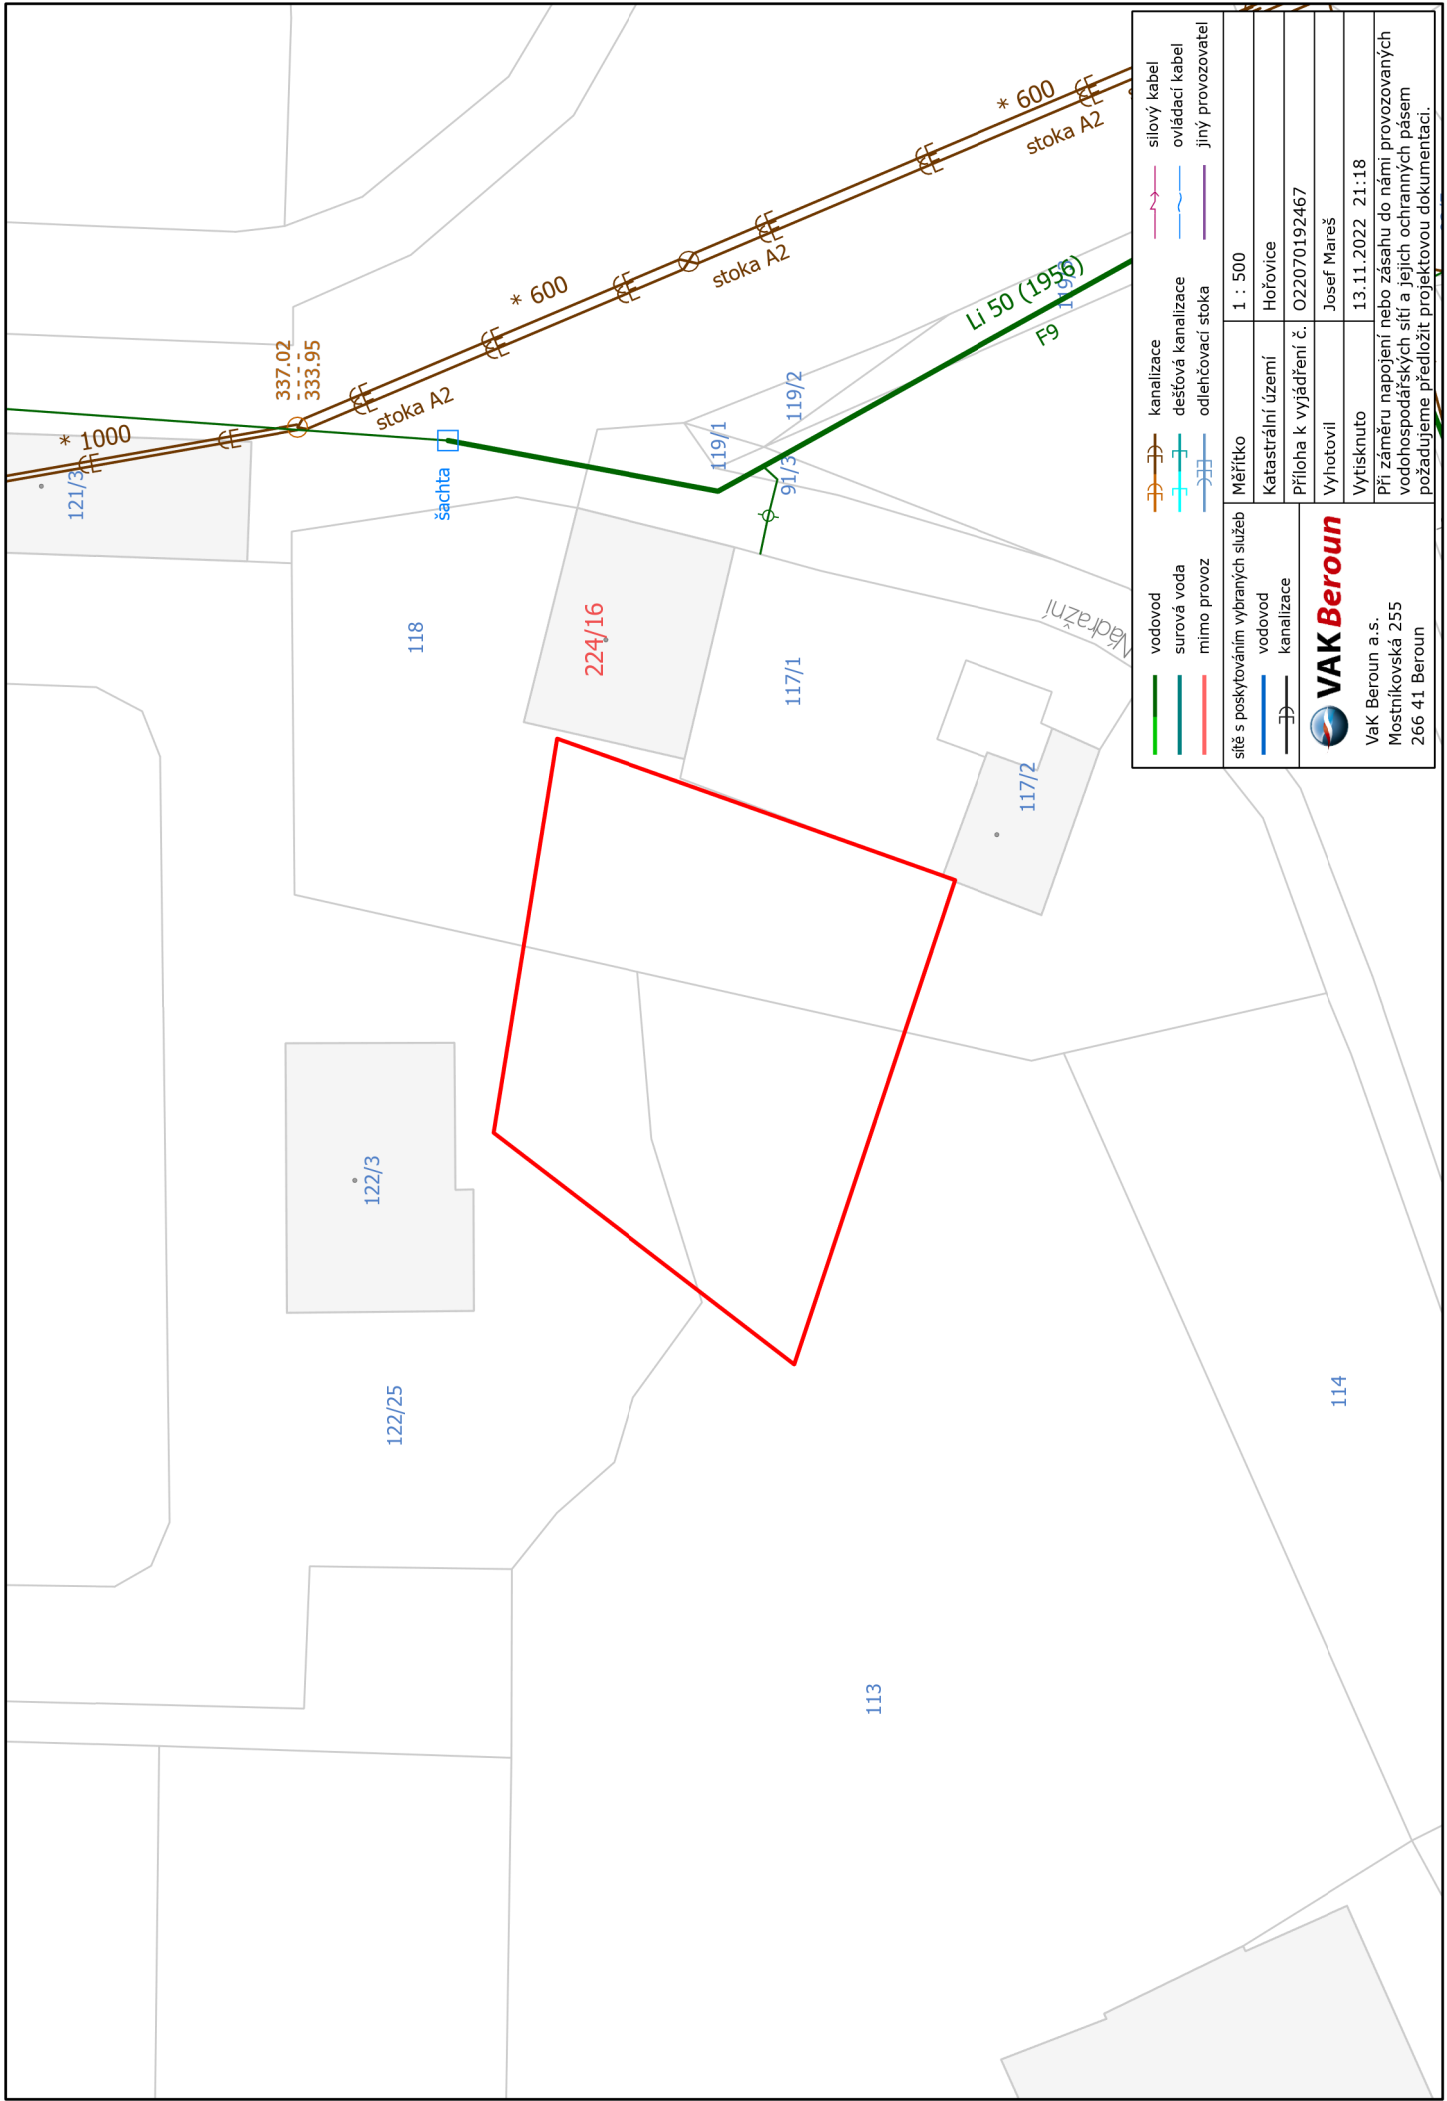 * 1000
121/3
337.02
333.95
* 600
stoka A2
stoka A2
* 600
stoka A2
šachta
119/1
119/2
91/3
Li 50 (1956)
F9
118
224/16
117/1
117/2
Nádražní
122/3
122/25
113
114
vodovod
surová voda
mimo provoz
kanalizace
dešťová kanalizace
odlehčovací stoka
silový kabel
ovládací kabel
jiný provozovatel
sítě s poskytováním vybraných služeb
vodovod
kanalizace
VAK Beroun
VaK Beroun a.s.
Mostníkovská 255
266 41 Beroun
Měřítko 1 : 500
Katastrální území Hořovice
Příloha k vyjádření č. O22070192467
Vyhotovil Josef Mareš
Vytisknuto 13.11.2022 21:18
Při záměru napojení nebo zásahu do námi provozovaných
vodohospodářských sítí a jejich ochranných pásem
požadujeme předložit projektovou dokumentaci.